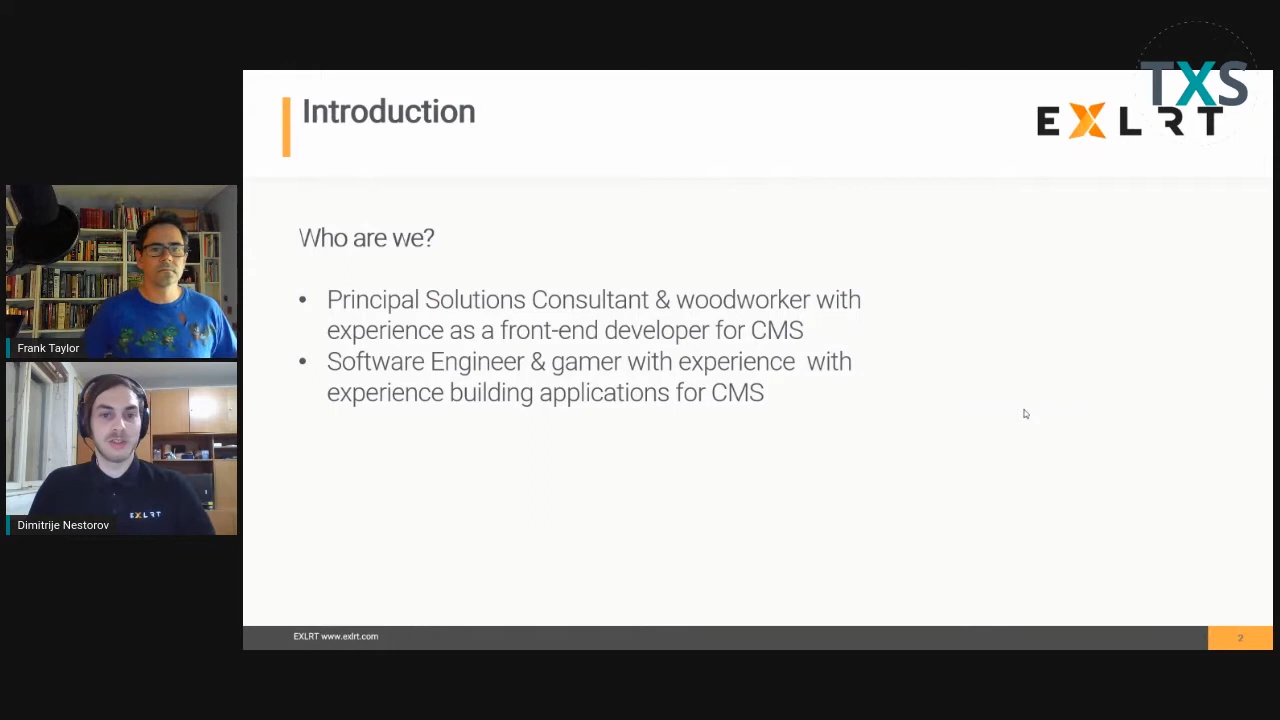 TXS
Introduction
EXLRT
Who are we?
• Principal Solutions Consultant & woodworker with
experience as a front-end developer for CMS
• Software Engineer & gamer with experience  with
experience building applications for CMS
Frank Taylor
EXLRT
Dimitrije Nestorov
EXLRT www.exlrt.com
2